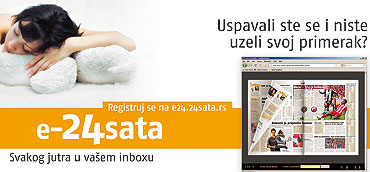 Uspavali ste se i niste
uzeli svoj primerak?
Registruj se na e24.24sata.rs
e-24sata
Svakog jutra u vašem inboxu